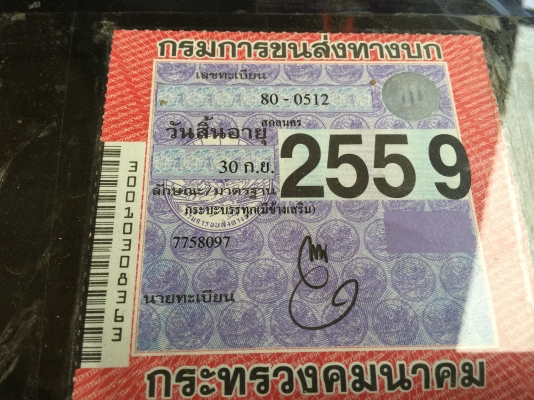 กรมการขนส่งทางบก
เลขทะเบียน
80 - 0512
สกลนคร
วันสิ้นอายุ
30 ก.ย. 2559
ลักษณะ/มาตรฐาน
กระบะบรรทุก(มีข้างเสริม)
7758097
นายทะเบียน
กระทรวงคมนาคม
30010308363